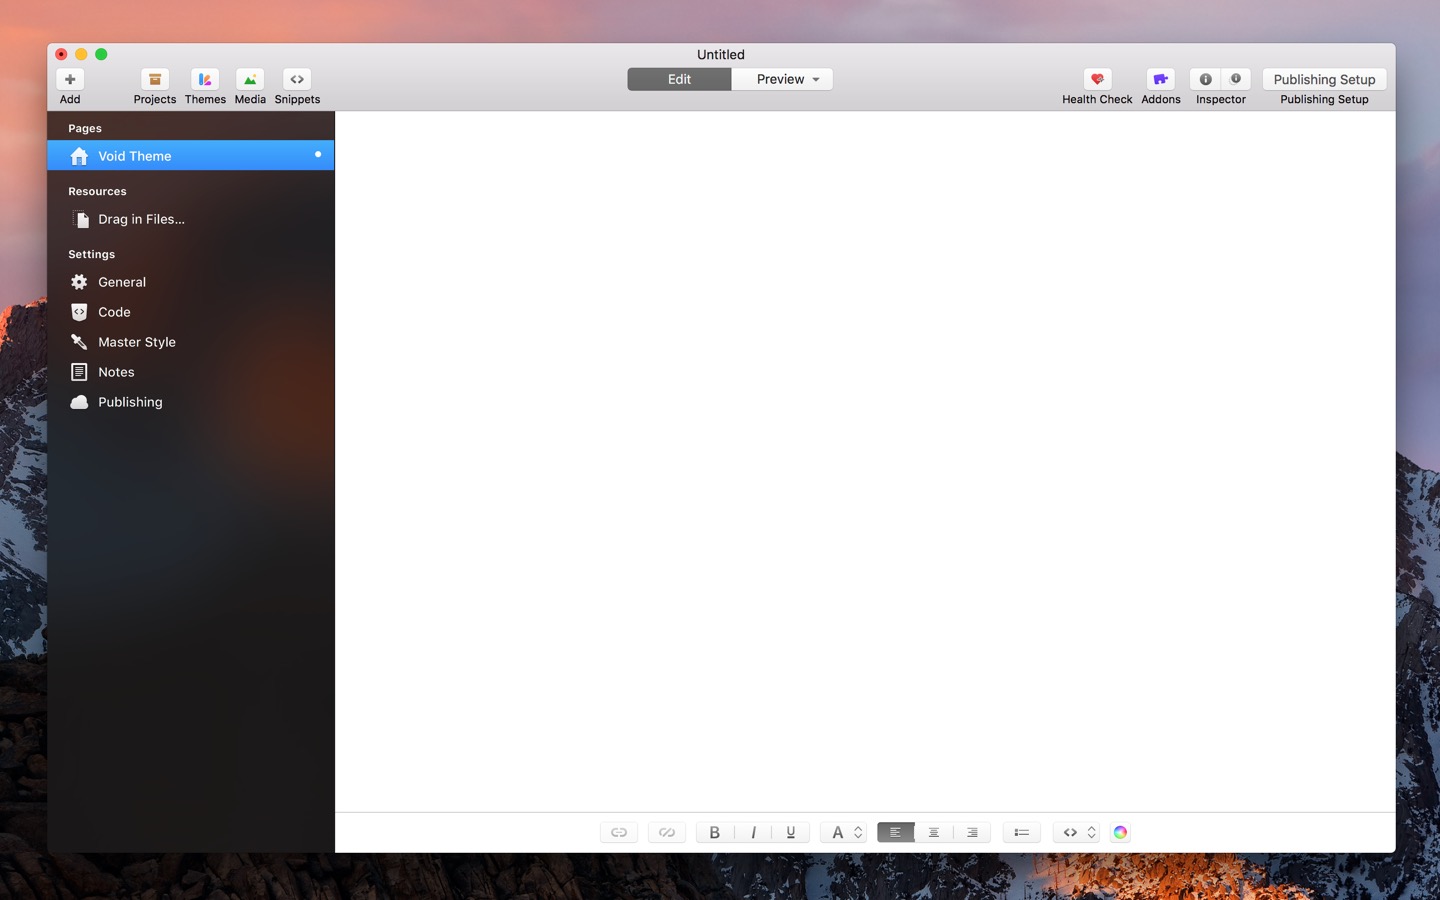 Untitled
Edit
Preview
Publishing Setup
Add
Projects
Themes
Media
Snippets
Health Check
Addons
Inspector
Publishing Setup
Pages
Void Theme
Resources
Drag in Files...
Settings
General
Code
Master Style
Notes
Publishing
B I U A